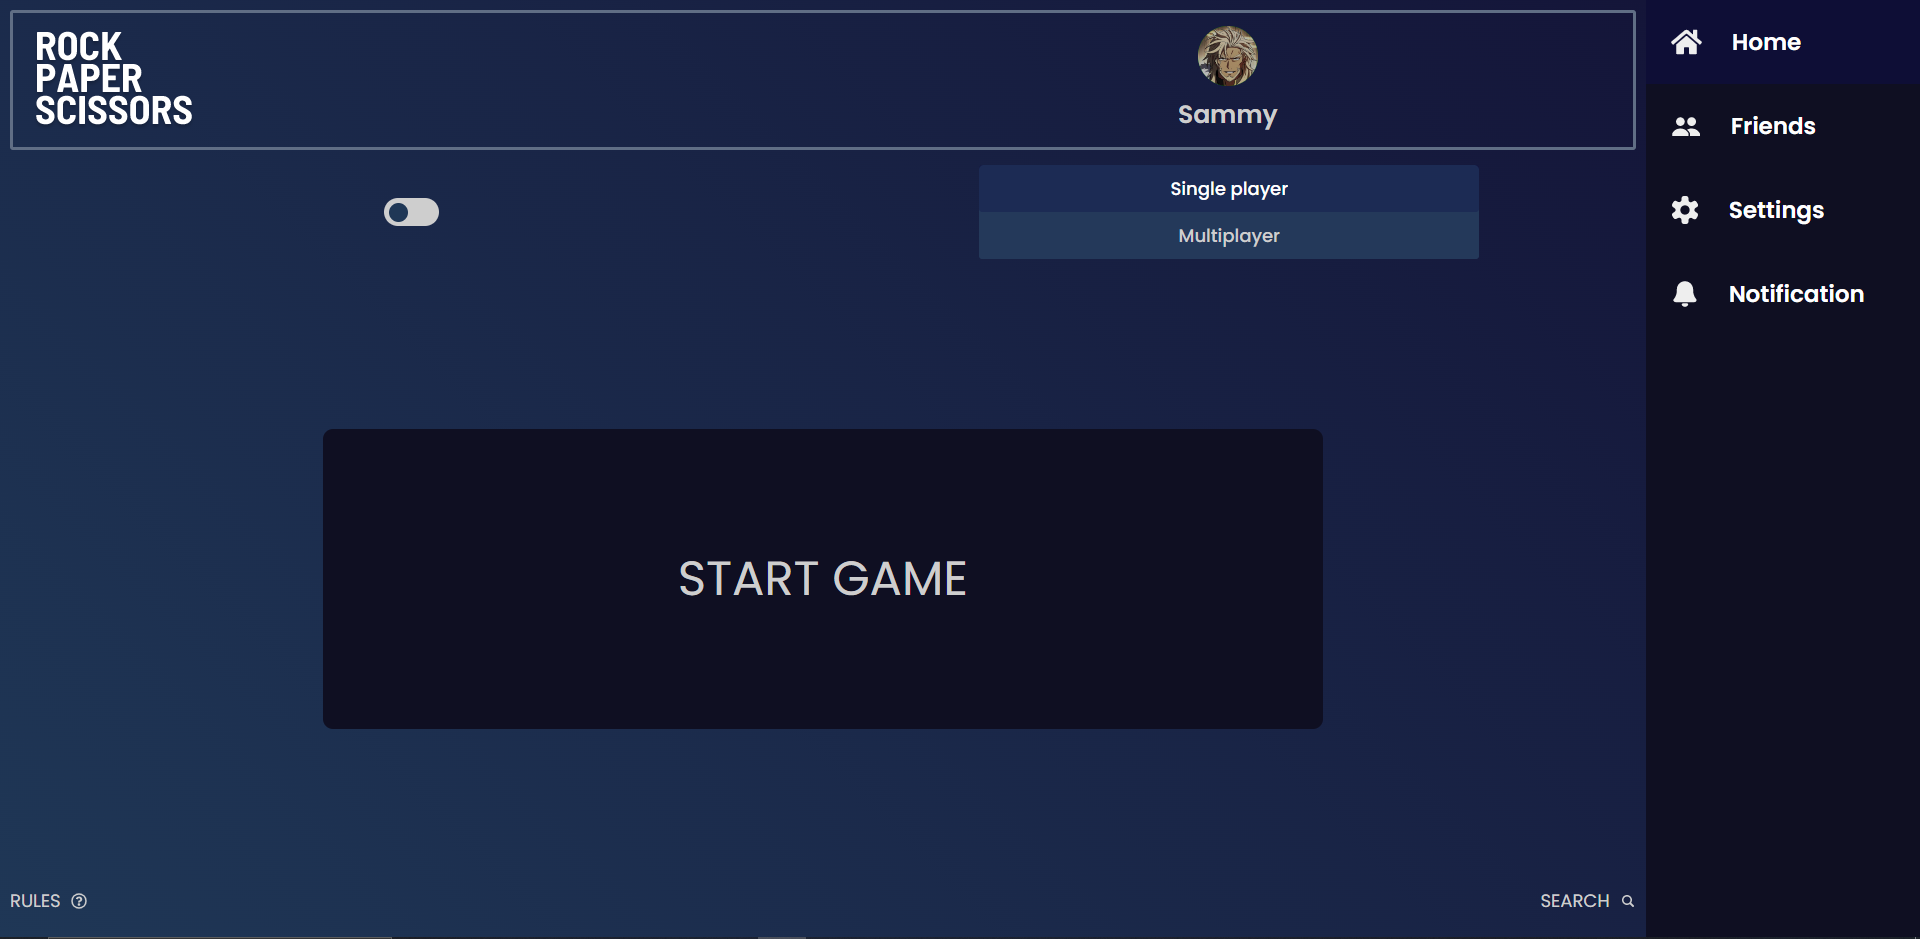 ROCK
PAPER
SCISSORS
Sammy
Single player
Multiplayer
START GAME
RULES
SEARCH
Home
Friends
Settings
Notification